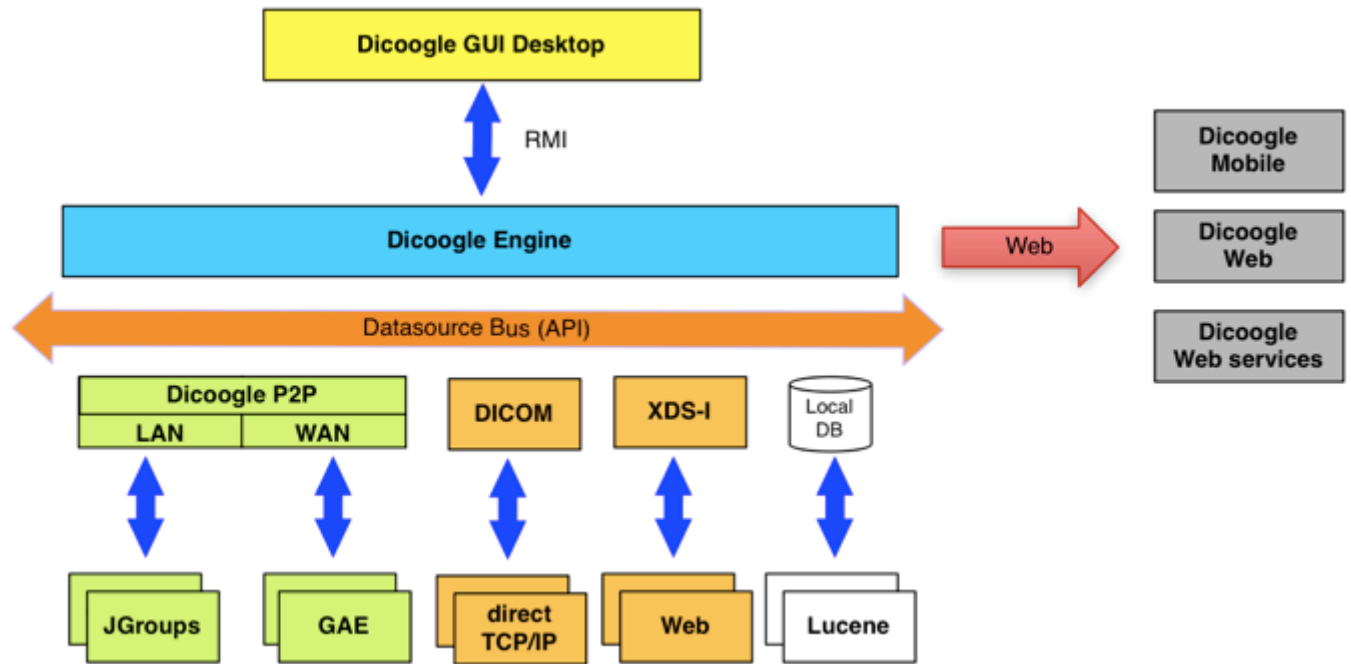 Dicoogle GUI Desktop
RMI
Dicoogle
Mobile
Dicoogle Engine
Web
Dicoogle
Web
Datasource Bus (API)
Dicoogle
Web services
Dicoogle P2P
LAN
WAN
DICOM
XDS-I
Local
DB
JGroups
GAE
direct
TCP/IP
Web
Lucene